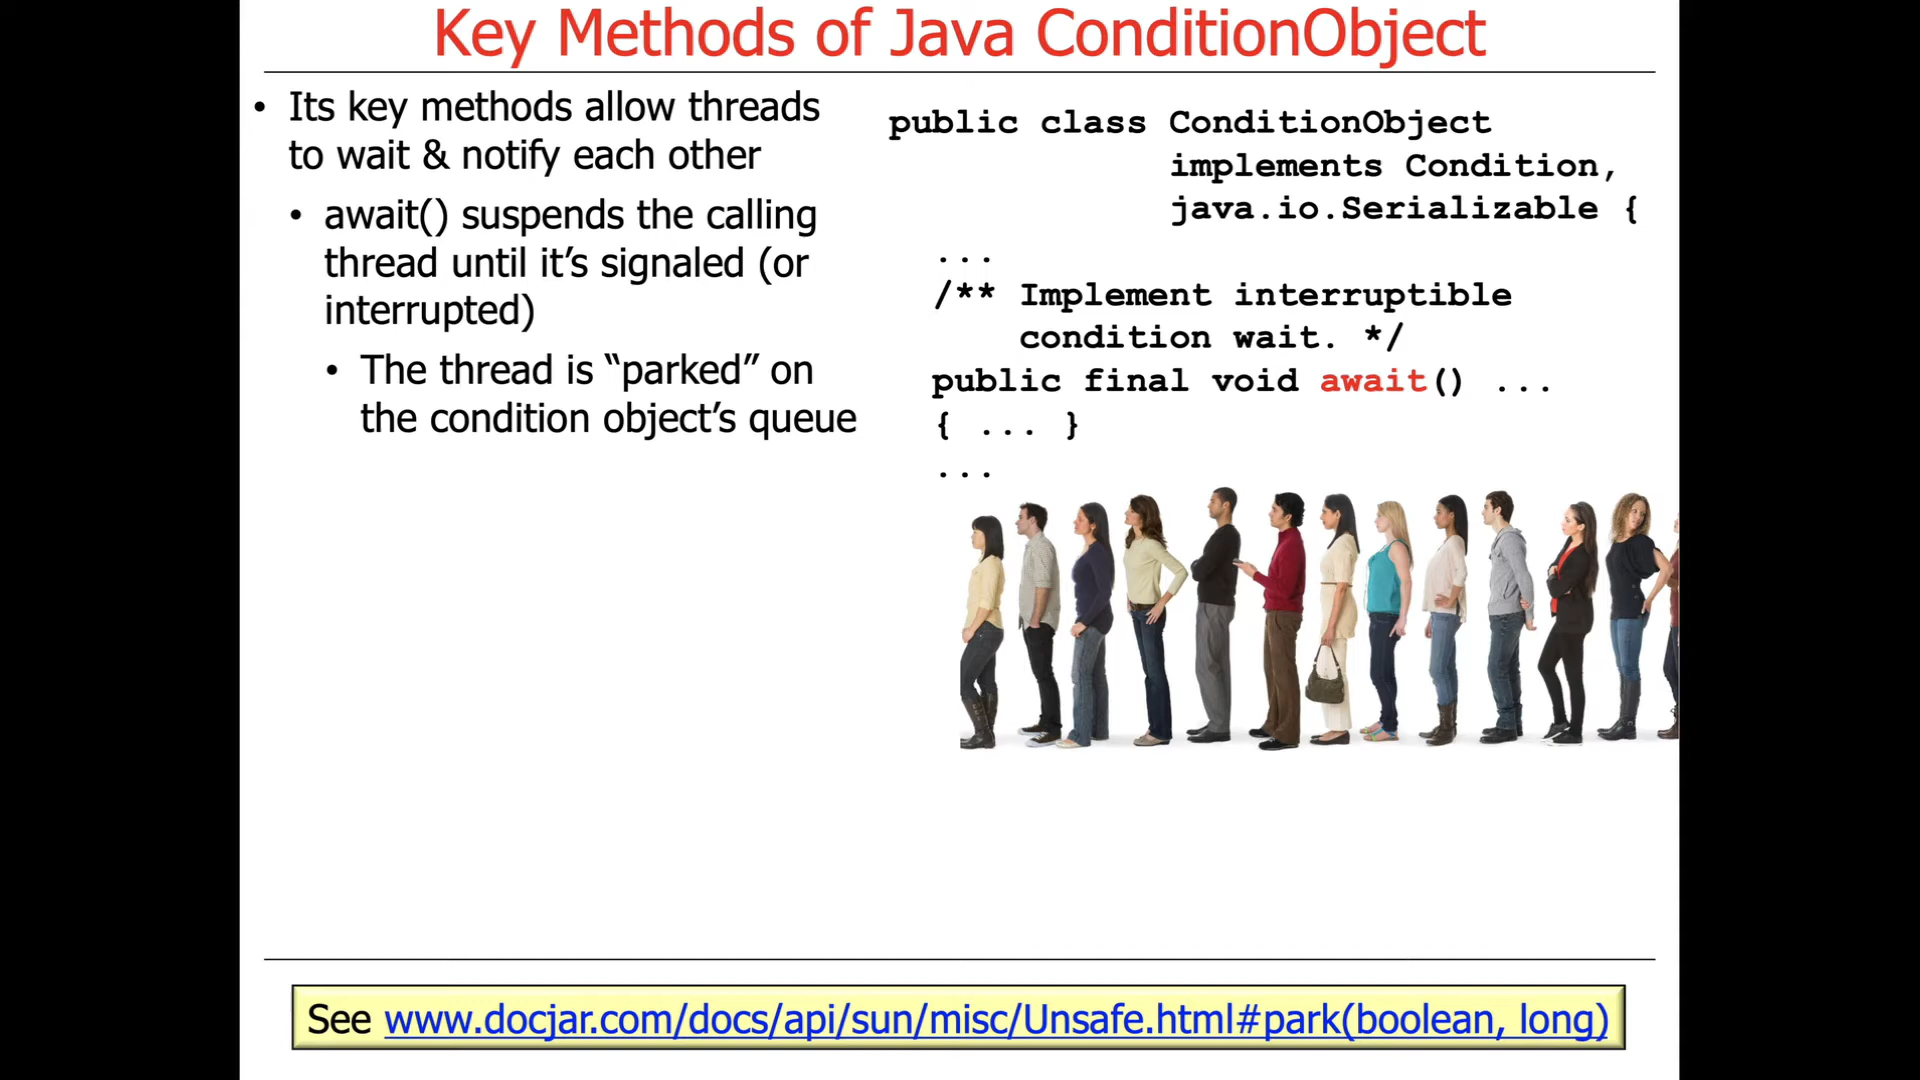 Key Methods of Java ConditionObject
• Its key methods allow threads
to wait & notify each other
• await() suspends the calling
thread until it’s signaled (or
interrupted)
• The thread is “parked” on
the condition object’s queue
public class ConditionObject
implements Condition,
java.io.Serializable {
...
/** Implement interruptible
condition wait. */
public final void await() ...
{ ... }
...
See www.docjar.com/docs/api/sun/misc/Unsafe.html#park(boolean, long)